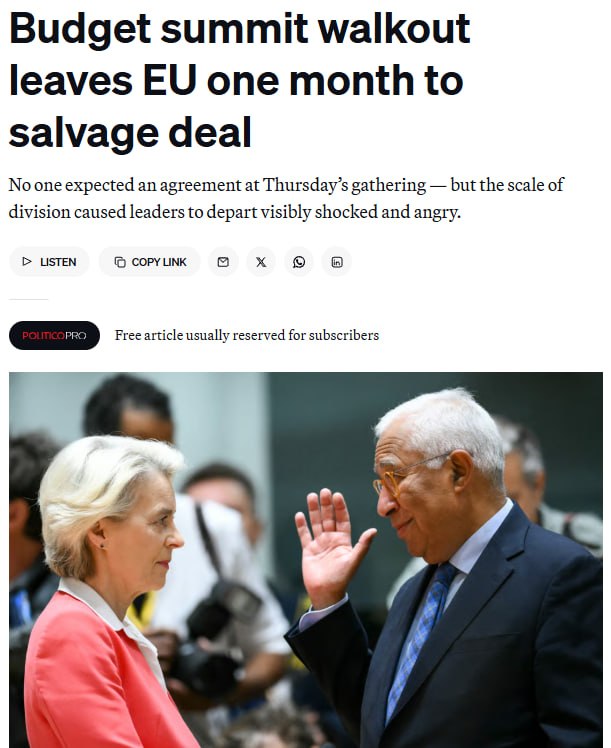 Budget summit walkout
leaves EU one month to
salvage deal
No one expected an agreement at Thursday’s gathering — but the scale of
division caused leaders to depart visibly shocked and angry.
LISTEN COPY LINK
POLITICOPRO Free article usually reserved for subscribers